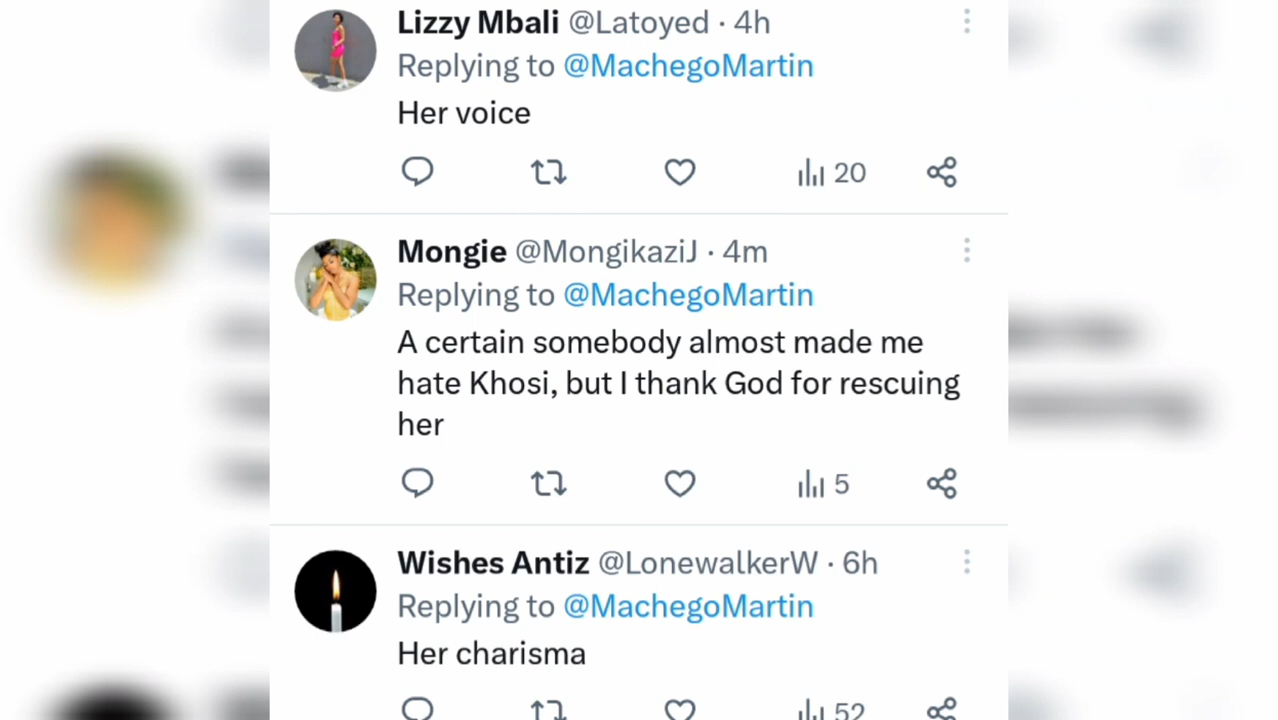 Lizzy Mbali @Latoyed · 4h
Replying to @MachegoMartin
Her voice
20
Mongie @MongikaziJ · 4m
Replying to @MachegoMartin
A certain somebody almost made me
hate Khosi, but I thank God for rescuing
her
5
Wishes Antiz @LonewalkerW · 6h
Replying to @MachegoMartin
Her charisma
52